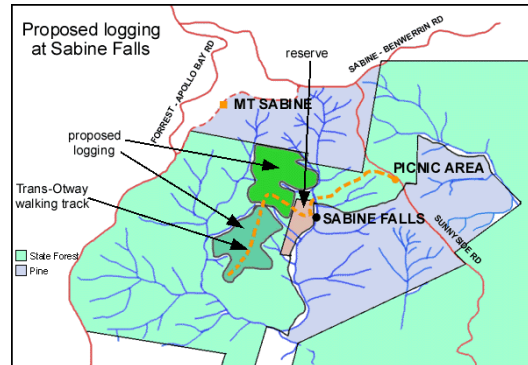 Proposed logging
at Sabine Falls
reserve
SABINE - BENWERRIN RD
FORREST - APOLLO BAY RD
MT SABINE
proposed
logging
PICNIC AREA
Trans-Otway
walking track
SABINE FALLS
SUNNYSIDE RD
State Forest
Pine